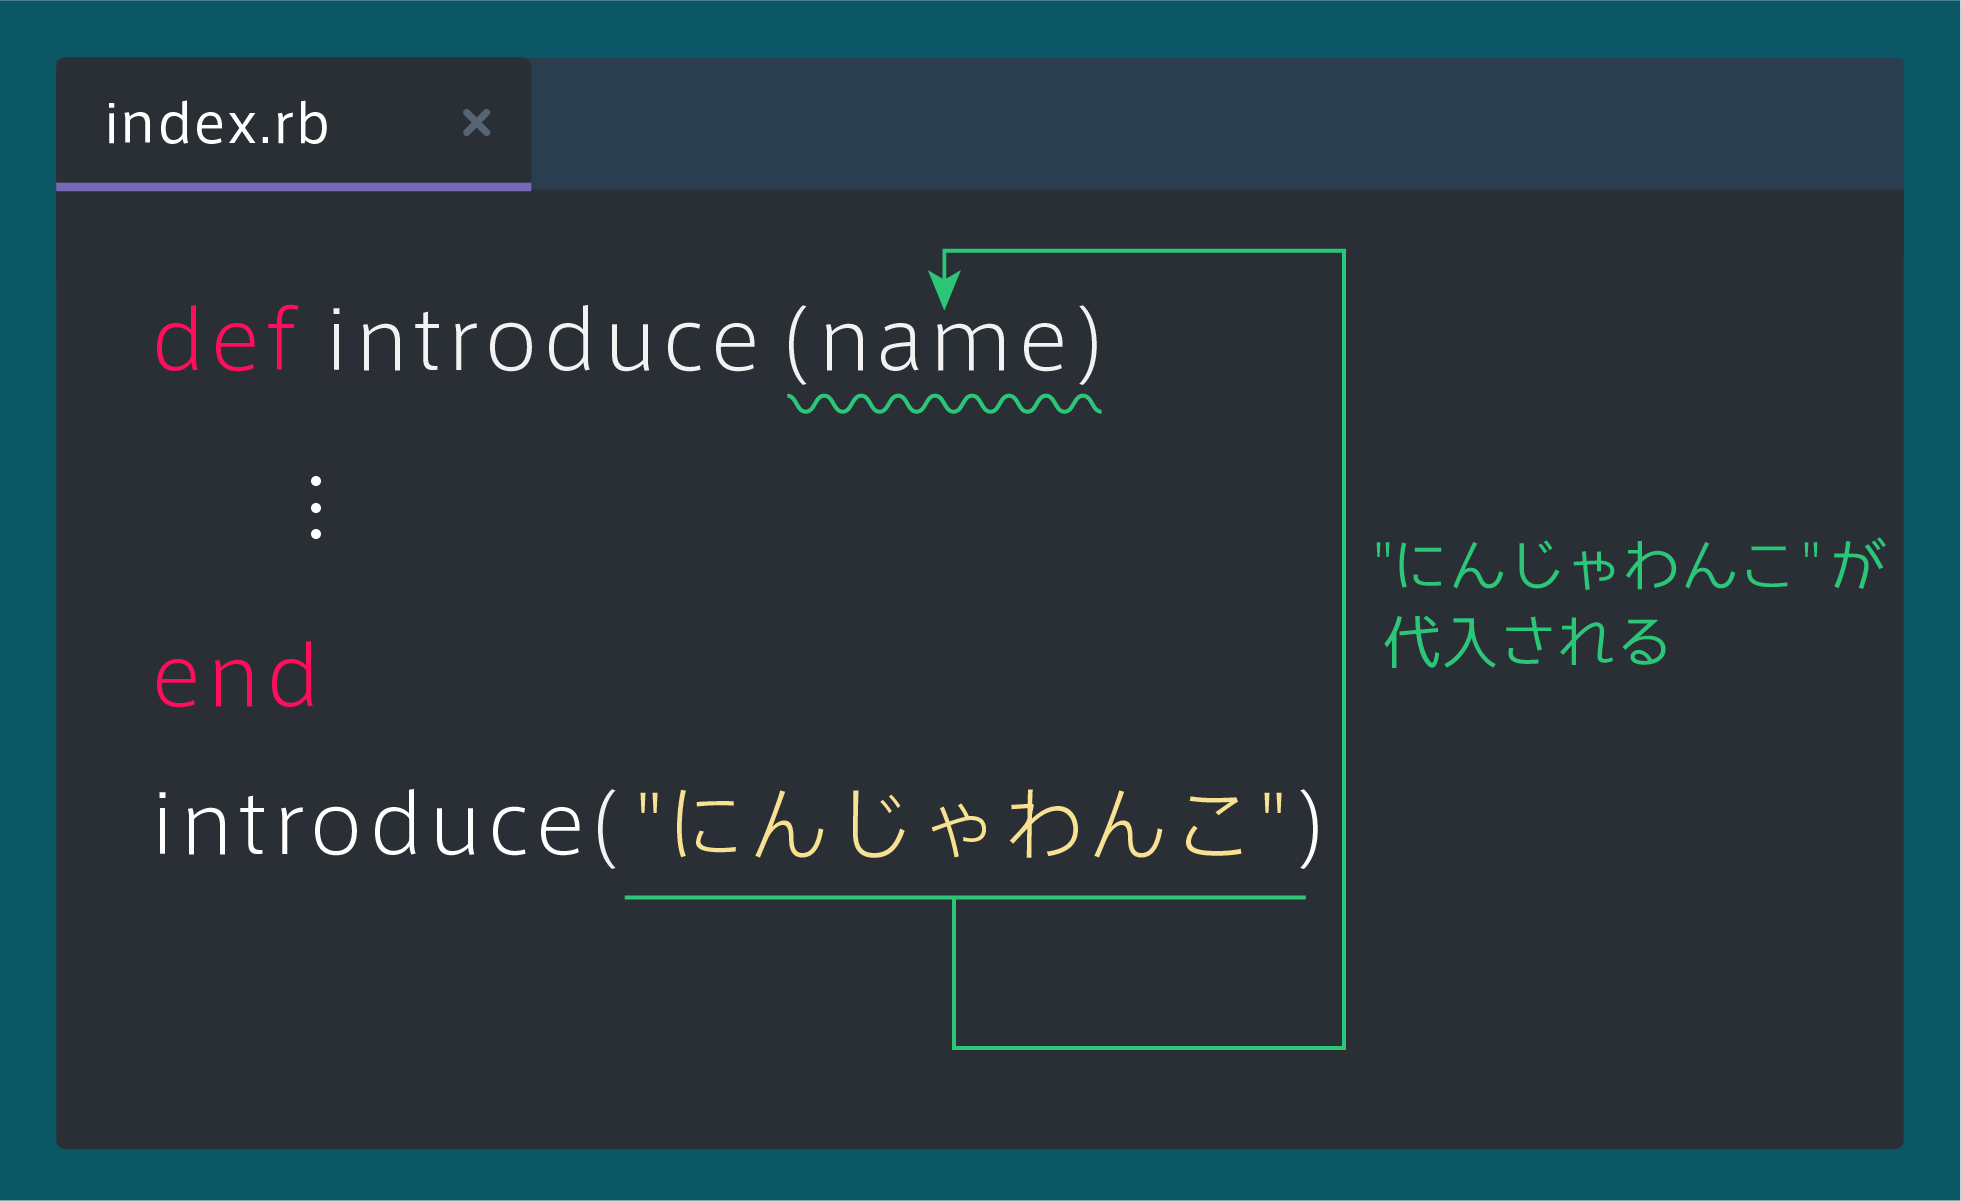 index.rb ×
def introduce (name)
⋮
"にんじゃわんこ"が
代入される
end
introduce("にんじゃわんこ")